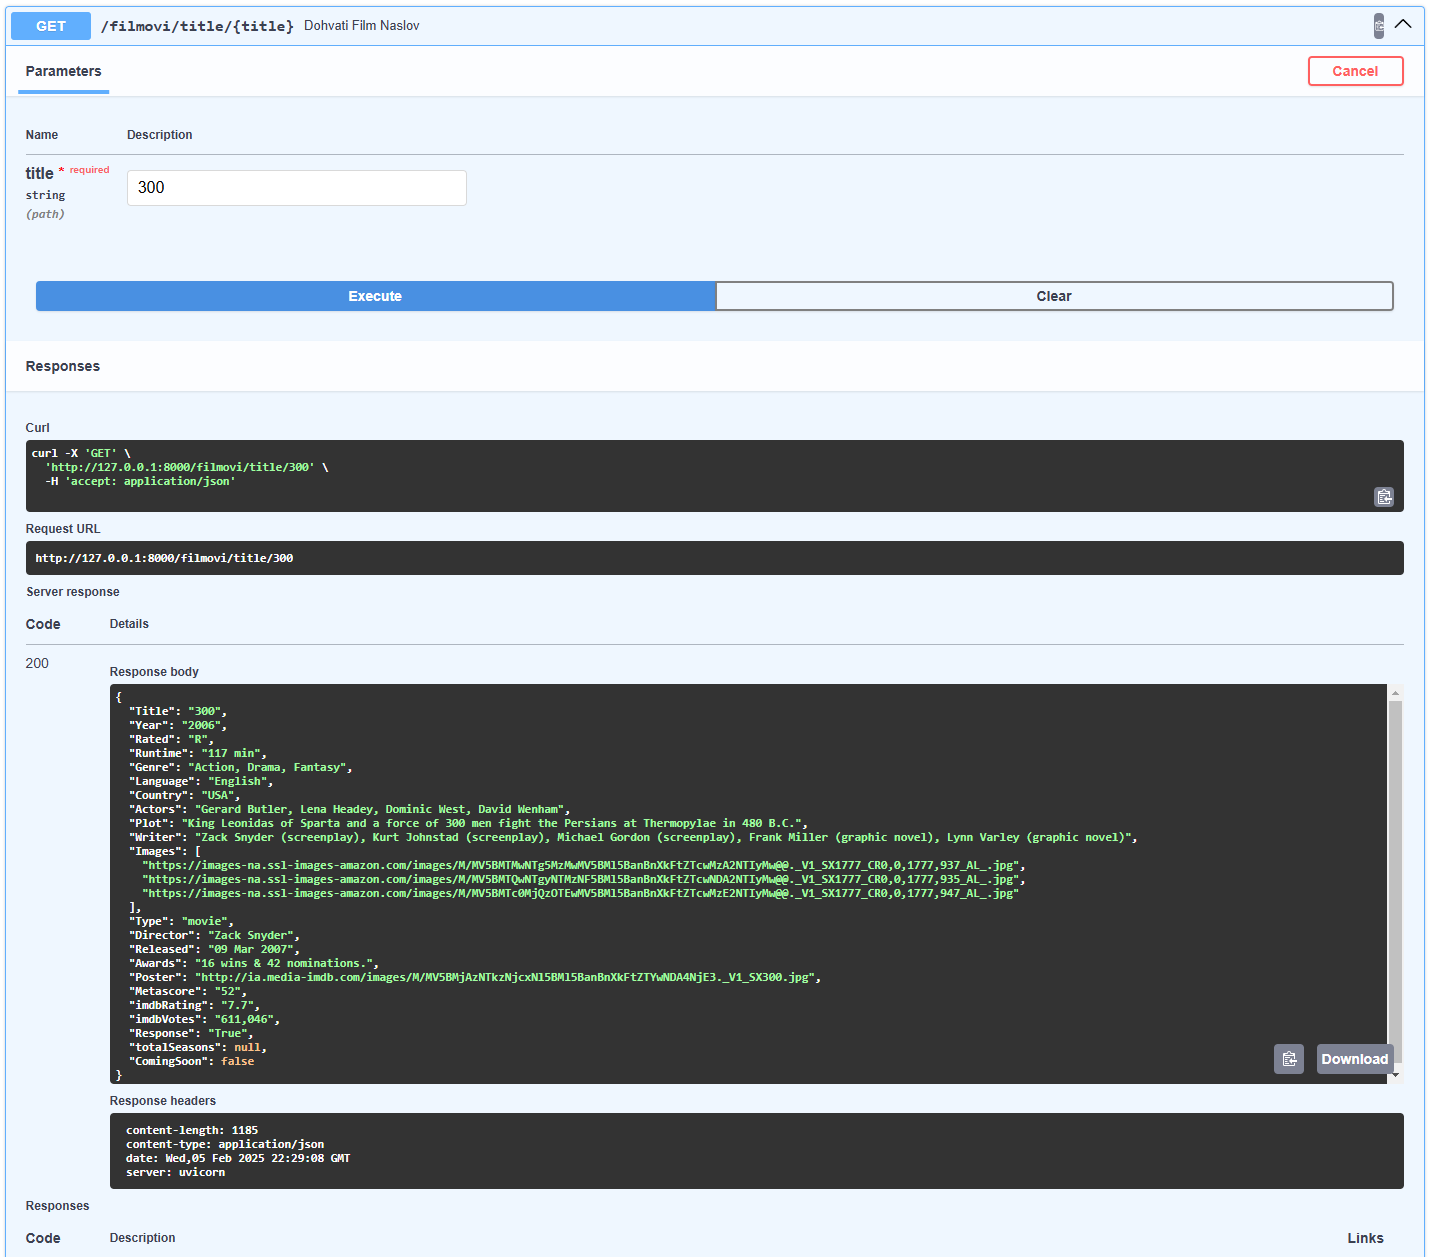 GET /filmovi/title/{title} Dohvati Film Naslov
Parameters
Cancel
Name Description
title * required
string
(path)
300
Execute
Clear
Responses
Curl
curl -X 'GET' \
  'http://127.0.0.1:8000/filmovi/title/300' \
  -H 'accept: application/json'
Request URL
http://127.0.0.1:8000/filmovi/title/300
Server response
Code Details
200
Response body
{
  "Title": "300",
  "Year": "2006",
  "Rated": "R",
  "Runtime": "117 min",
  "Genre": "Action, Drama, Fantasy",
  "Language": "English",
  "Country": "USA",
  "Actors": "Gerard Butler, Lena Headey, Dominic West, David Wenham",
  "Plot": "King Leonidas of Sparta and a force of 300 men fight the Persians at Thermopylae in 480 B.C.",
  "Writer": "Zack Snyder (screenplay), Kurt Johnstad (screenplay), Michael Gordon (screenplay), Frank Miller (graphic novel), Lynn Varley (graphic novel)",
  "Images": [
    "https://images-na.ssl-images-amazon.com/images/M/MV5BMTMwNTg5MzMwMV5BMl5BanBnXkFtZTcwMzA2NTIyMw@@._V1_SX1777_CR0,0,1777,937_AL_.jpg",
    "https://images-na.ssl-images-amazon.com/images/M/MV5BMTQwNTgyNTMzNF5BMl5BanBnXkFtZTcwNDA2NTIyMw@@._V1_SX1777_CR0,0,1777,935_AL_.jpg",
    "https://images-na.ssl-images-amazon.com/images/M/MV5BMTc0MjQzOTEwMV5BMl5BanBnXkFtZTcwMzE2NTIyMw@@._V1_SX1777_CR0,0,1777,947_AL_.jpg"
  ],
  "Type": "movie",
  "Director": "Zack Snyder",
  "Released": "09 Mar 2007",
  "Awards": "16 wins & 42 nominations.",
  "Poster": "http://ia.media-imdb.com/images/M/MV5BMjAzNTkzNjcxNl5BMl5BanBnXkFtZTYwNDA4NjE3._V1_SX300.jpg",
  "Metascore": "52",
  "imdbRating": "7.7",
  "imdbVotes": "611,046",
  "Response": "True",
  "totalSeasons": null,
  "ComingSoon": false
}
Download
Response headers
content-length: 1185
content-type: application/json
date: Wed,05 Feb 2025 22:29:08 GMT
server: uvicorn
Responses
Code Description Links